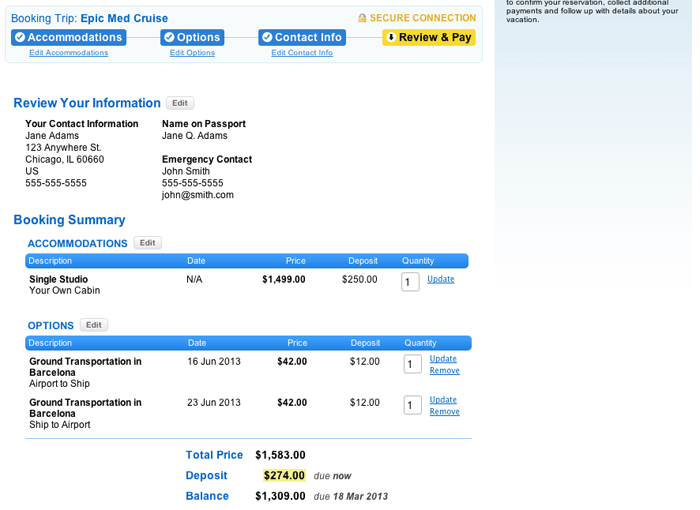 Booking Trip: Epic Med Cruise
SECURE CONNECTION
Accommodations Options Contact Info Review & Pay
Edit Accommodations Edit Options Edit Contact Info
to confirm your reservation, collect additional
payments and follow up with details about your
vacation.
Review Your Information Edit
Your Contact Information
Jane Adams
123 Anywhere St.
Chicago, IL 60660
US
555-555-5555
Name on Passport
Jane Q. Adams
Emergency Contact
John Smith
555-555-5555
john@smith.com
Booking Summary
ACCOMMODATIONS Edit
Description Date Price Deposit Quantity
Single Studio N/A $1,499.00 $250.00 1 Update
Your Own Cabin
OPTIONS Edit
Description Date Price Deposit Quantity
Ground Transportation in 16 Jun 2013 $42.00 $12.00 1 Update
Barcelona Remove
Airport to Ship
Ground Transportation in 23 Jun 2013 $42.00 $12.00 1 Update
Barcelona Remove
Ship to Airport
Total Price $1,583.00
Deposit $274.00 due now
Balance $1,309.00 due 18 Mar 2013